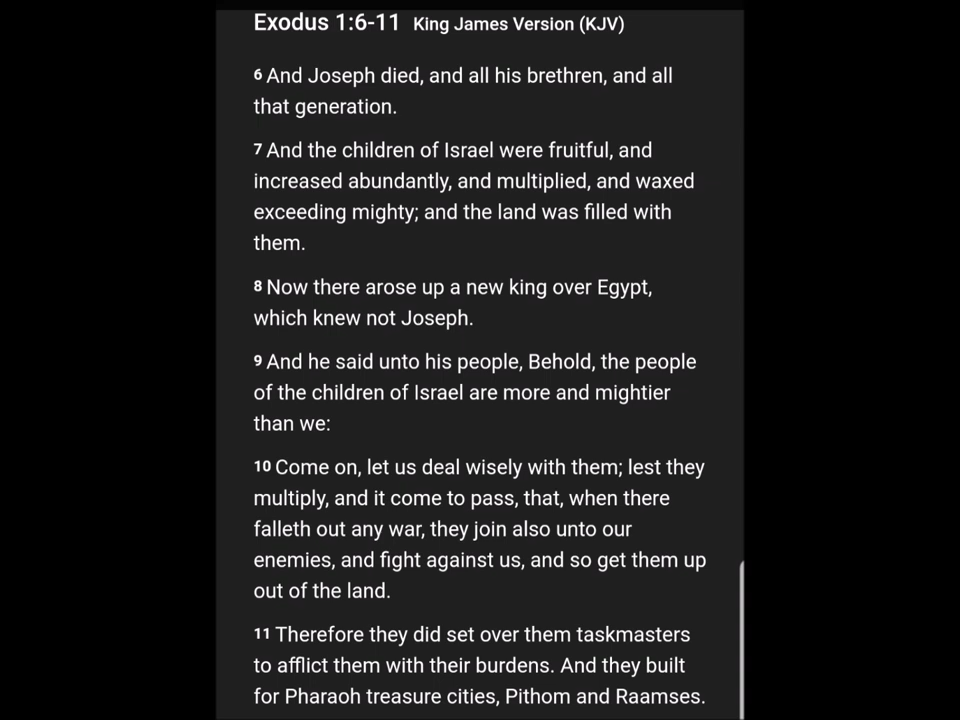 Exodus 1:6-11 King James Version (KJV)
6 And Joseph died, and all his brethren, and all
that generation.
7 And the children of Israel were fruitful, and
increased abundantly, and multiplied, and waxed
exceeding mighty; and the land was filled with
them.
8 Now there arose up a new king over Egypt,
which knew not Joseph.
9 And he said unto his people, Behold, the people
of the children of Israel are more and mightier
than we:
10 Come on, let us deal wisely with them; lest they
multiply, and it come to pass, that, when there
falleth out any war, they join also unto our
enemies, and fight against us, and so get them up
out of the land.
11 Therefore they did set over them taskmasters
to afflict them with their burdens. And they built
for Pharaoh treasure cities, Pithom and Raamses.